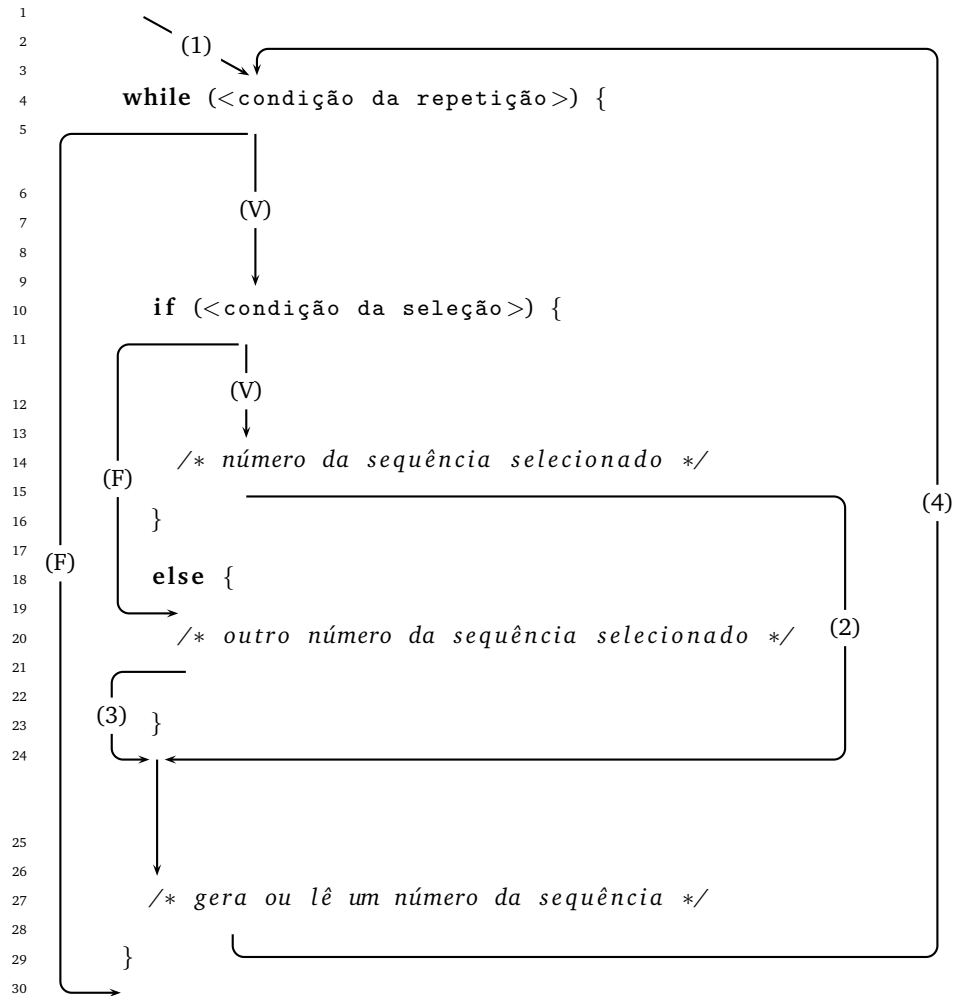 1
(1)
2
3
4 while (<condição da repetição>) {
5
6
(V)
7
8
9
10 if (<condição da seleção>) {
11
(V)
12
13
14 /* número da sequência selecionado */
(F)
15
(4)
16 }
17
(F)
18 else {
19
(2)
20 /* outro número da sequência selecionado */
21
22
(3)
23 }
24
25
26
27 /* gera ou lê um número da sequência */
28
29 }
30